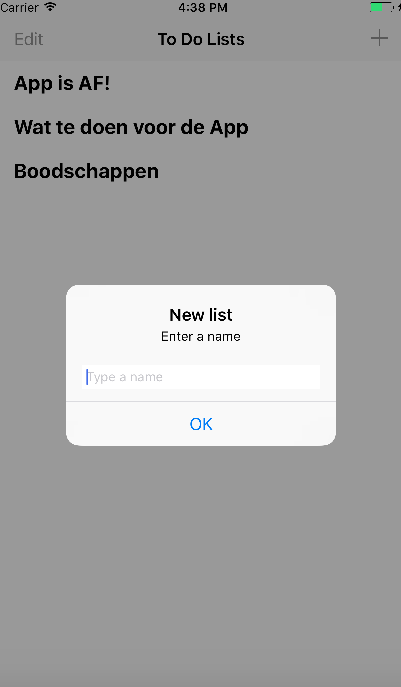 Carrier 4:38 PM
Edit To Do Lists +
App is AF!
Wat te doen voor de App
Boodschappen
New list
Enter a name
Type a name
OK